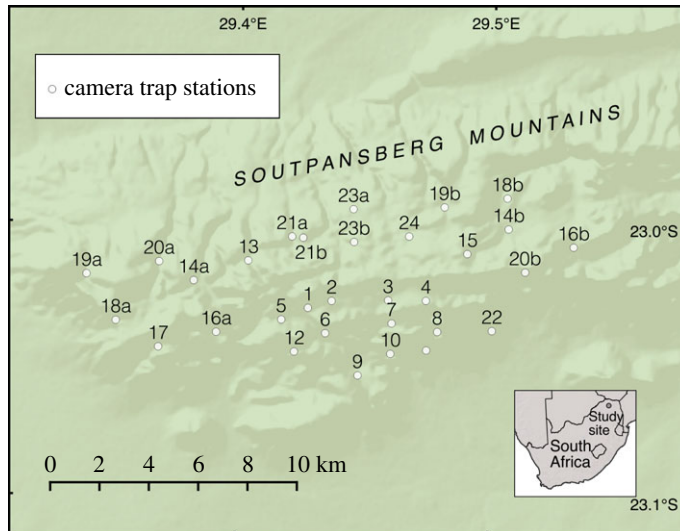 29.4°E 29.5°E
camera trap stations
SOUTPANSBERG MOUNTAINS
18b
23a 19b
14b
21a 23b 24 16b
23.0°S
20a 13 21b 15
19a 14a 20b
2 3 4
1
18a 16a 5 6 7 8 22
17 12 10
9
Study
site
South
Africa
0 2 4 6 8 10 km
23.1°S